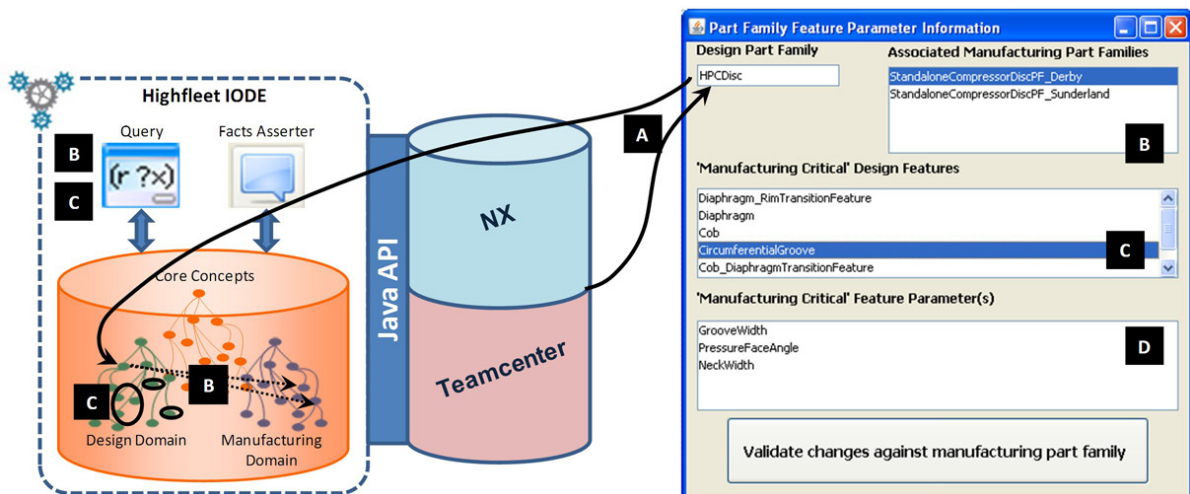 Highfleet IODE
Query
Facts Asserter
B
C
(r ?x)
Core Concepts
B
C
Design Domain
Manufacturing
Domain
Java API
NX
Teamcenter
A
Part Family Feature Parameter Information
Design Part Family
Associated Manufacturing Part Families
HPCDisc
StandaloneCompressorDiscPF_Derby
StandaloneCompressorDiscPF_Sunderland
B
'Manufacturing Critical' Design Features
Diaphragm_RimTransitionFeature
Diaphragm
Cob
CircumferentialGroove
Cob_DiaphragmTransitionFeature
C
'Manufacturing Critical' Feature Parameter(s)
GrooveWidth
PressureFaceAngle
NeckWidth
D
Validate changes against manufacturing part family